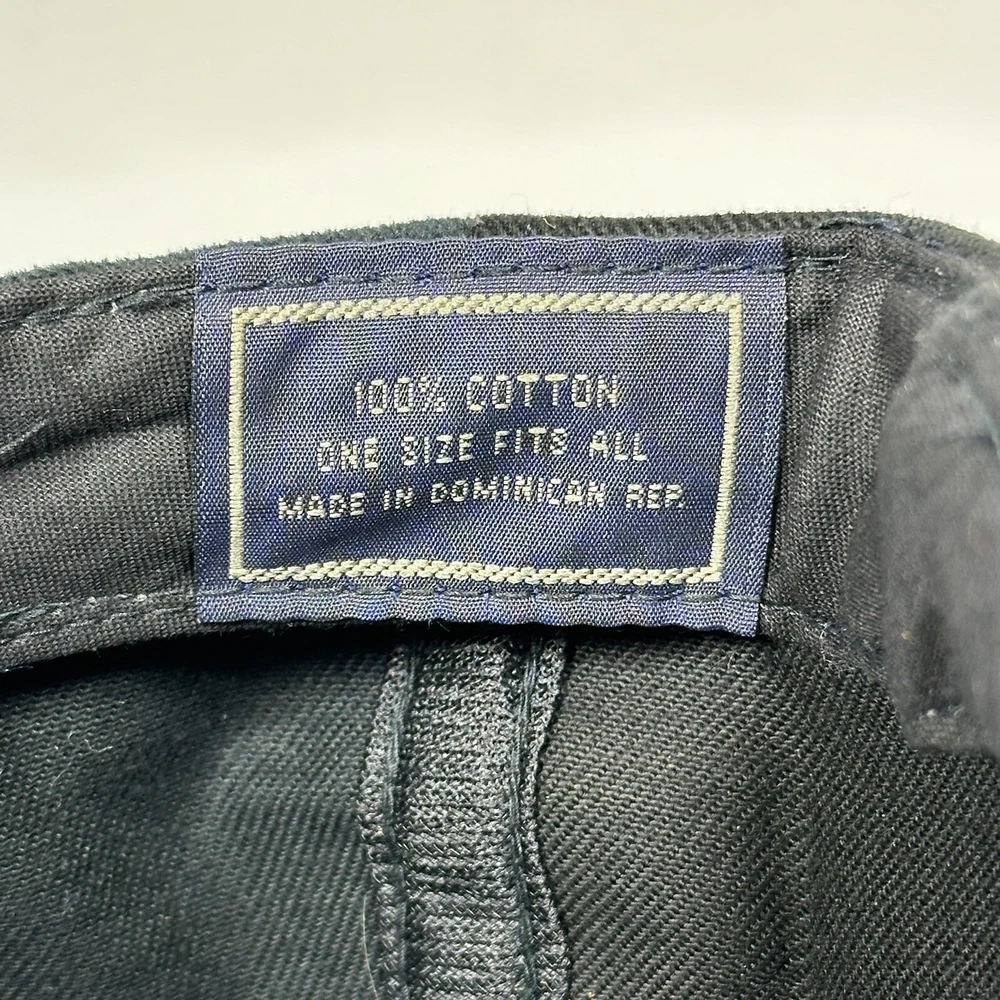 100% COTTON
ONE SIZE FITS ALL
MADE IN DOMINICAN REP.